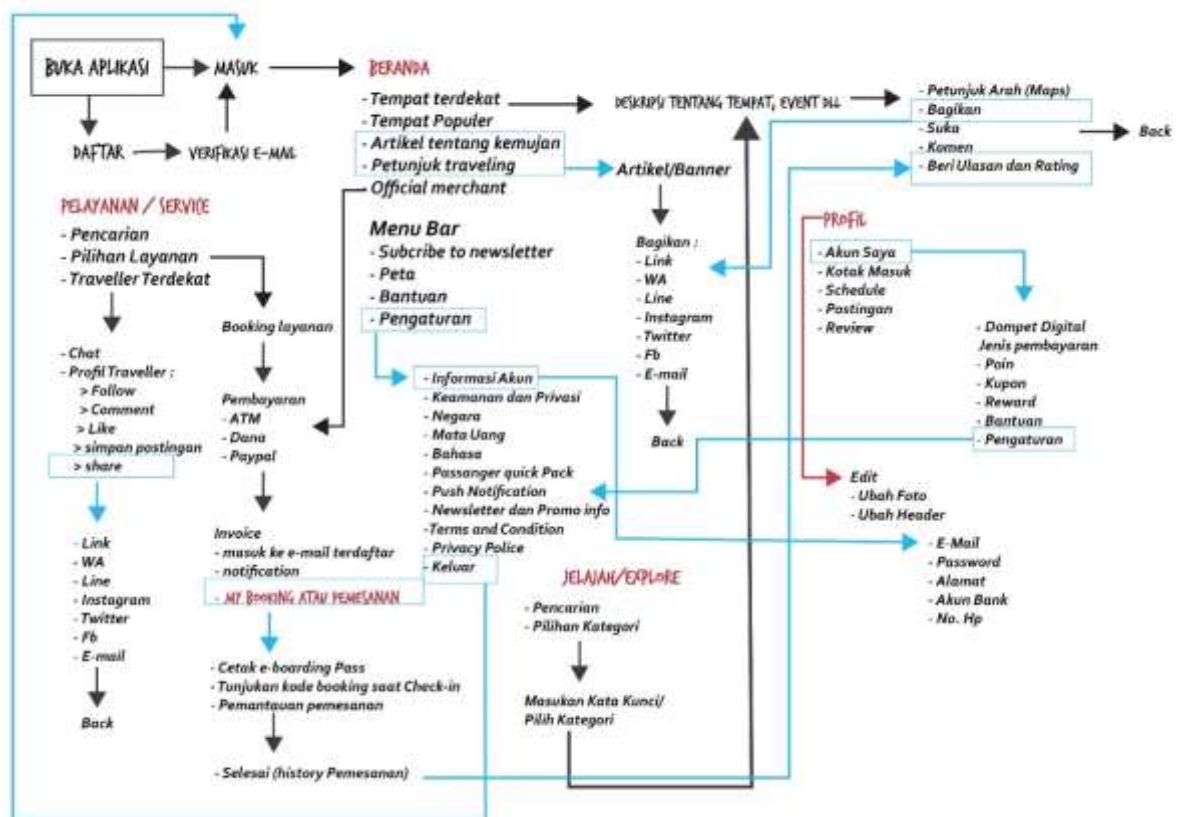 BUKA APLIKASI
MASUK
DAFTAR
VERIFIKASI E-MAIL
BERANDA
- Tempat terdekat
- Tempat Populer
- Artikel tentang kemujan
- Petunjuk traveling
- Official merchant
DESKRIPSI TENTANG TEMPAT, EVENT DLL
- Petunjuk Arah (Maps)
- Bagikan
- Suka
- Komen
- Beri Ulasan dan Rating
Back
Artikel/Banner
Bagikan :
- Link
- WA
- Line
- Instagram
- Twitter
- Fb
- E-mail
Back
PELAYANAN / SERVICE
- Pencarian
- Pilihan Layanan
- Traveller Terdekat
- Chat
- Profil Traveller :
> Follow
> Comment
> Like
> simpan postingan
> share
- Link
- WA
- Line
- Instagram
- Twitter
- Fb
- E-mail
Back
Booking layanan
Pembayaran
- ATM
- Dana
- Paypal
Invoice
- masuk ke e-mail terdaftar
- notification
- MY BOOKING ATAU PEMESANAN
- Cetak e-boarding Pass
- Tunjukan kode booking saat Check-in
- Pemantauan pemesanan
- Selesai (history Pemesanan)
Menu Bar
- Subcribe to newsletter
- Peta
- Bantuan
- Pengaturan
- Informasi Akun
- Keamanan dan Privasi
- Negara
- Mata Uang
- Bahasa
- Passanger quick Pack
- Push Notification
- Newsletter dan Promo info
-Terms and Condition
- Privacy Police
- Keluar
JELAJAH/EXPLORE
- Pencarian
- Pilihan Kategori
Masukan Kata Kunci/
Pilih Kategori
PROFIL
- Akun Saya
- Kotak Masuk
- Schedule
- Postingan
- Review
- Dompet Digital
Jenis pembayaran
- Poin
- Kupon
- Reward
- Bantuan
- Pengaturan
Edit
- Ubah Foto
- Ubah Header
- E-Mail
- Password
- Alamat
- Akun Bank
- No. Hp